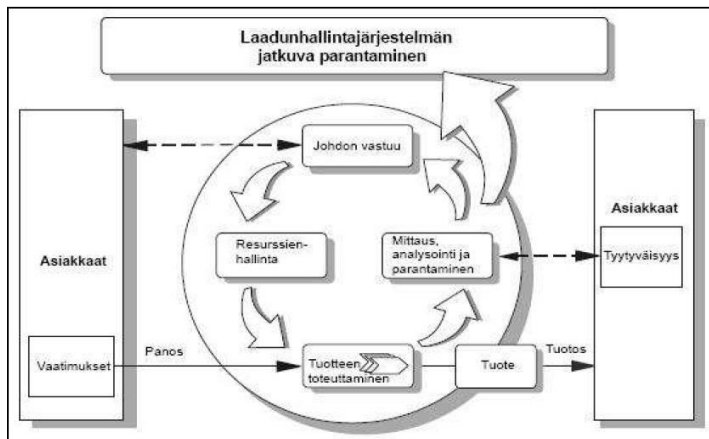 Laadunhallintajärjestelmän
jatkuva parantaminen
Johdon vastuu
Asiakkaat
Asiakkaat
Resurssien-
hallinta
Mittaus,
analysointi ja
parantaminen
Tyytyväisyys
Vaatimukset
Panos
Tuotteen
toteuttaminen
Tuote
Tuotos